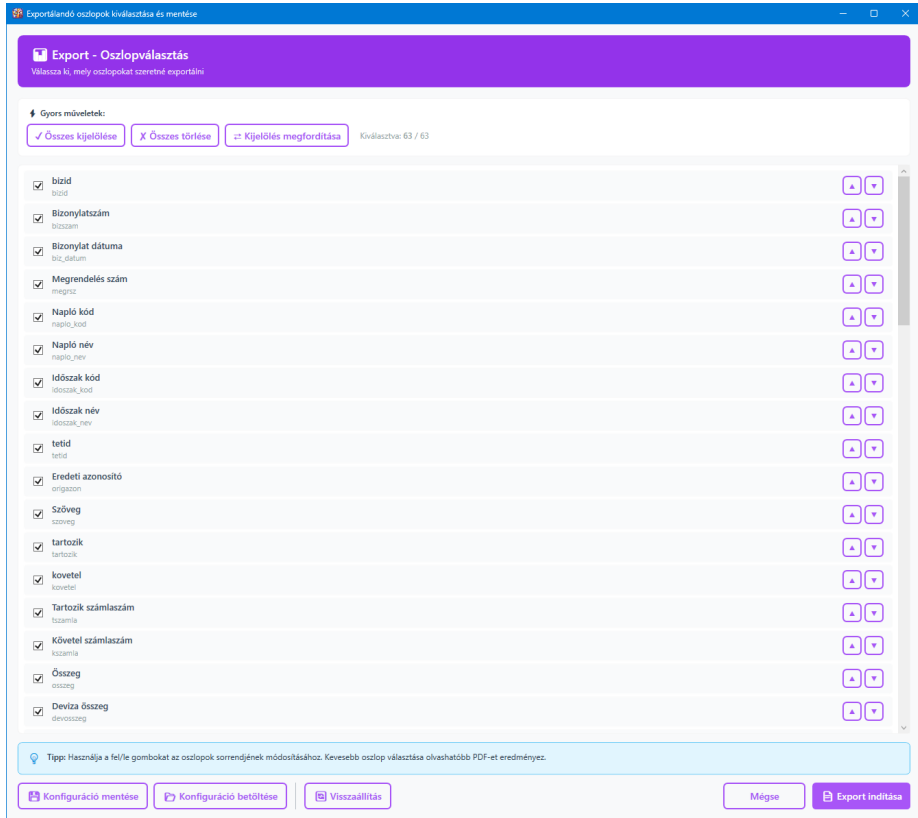 Exportálandó oszlopok kiválasztása és mentése
Export - Oszlopválasztás
Válassza ki, mely oszlopokat szeretné exportálni
Gyors műveletek:
✓ Összes kijelölése
✗ Összes törlése
⇄ Kijelölés megfordítása
Kiválasztva: 63 / 63
bizid
bizid
Bizonylatszám
bizszam
Bizonylat dátuma
biz_datum
Megrendelés szám
megrsz
Napló kód
naplo_kod
Napló név
naplo_nev
Időszak kód
idoszak_kod
Időszak név
idoszak_nev
tetid
tetid
Eredeti azonosító
origazon
Szöveg
szoveg
tartozik
tartozik
kovetel
kovetel
Tartozik számlaszám
tszamla
Követel számlaszám
kszamla
Összeg
osszeg
Deviza összeg
devosszeg
Tipp: Használja a fel/le gombokat az oszlopok sorrendjének módosításához. Kevesebb oszlop választása olvashatóbb PDF-et eredményez.
Konfiguráció mentése
Konfiguráció betöltése
Visszaállítás
Mégse
Export indítása